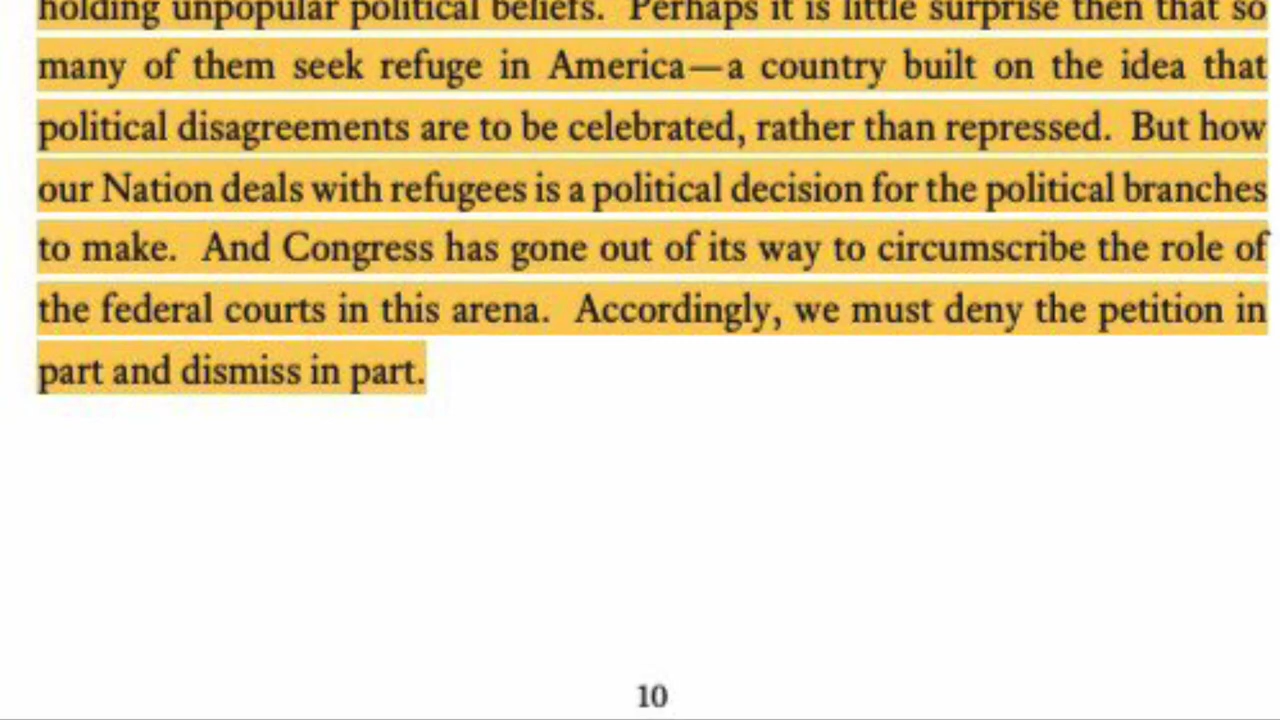 holding unpopular political beliefs.  Perhaps it is little surprise then that so
many of them seek refuge in America—a country built on the idea that
political disagreements are to be celebrated, rather than repressed.  But how
our Nation deals with refugees is a political decision for the political branches
to make.  And Congress has gone out of its way to circumscribe the role of
the federal courts in this arena.  Accordingly, we must deny the petition in
part and dismiss in part.
10